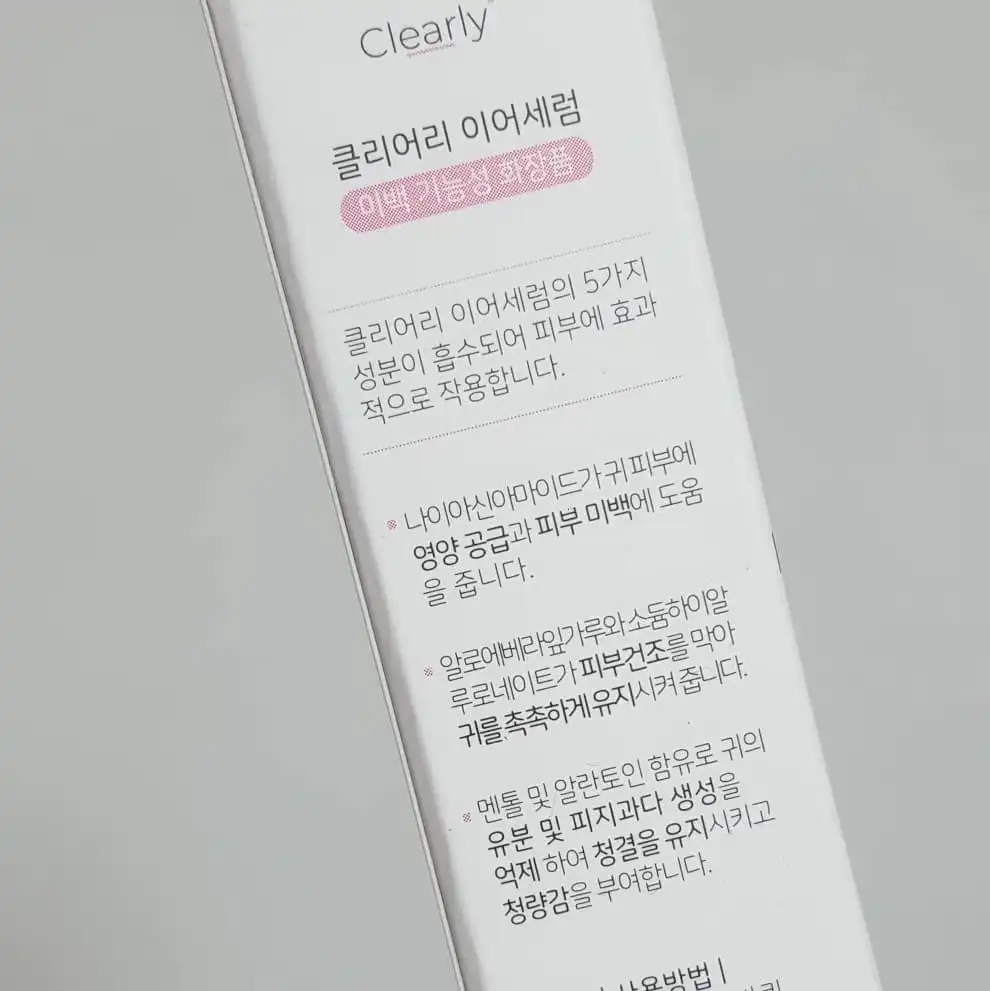 Clearly
클리어리 이어세럼
미백 기능성 화장품
클리어리 이어세럼의 5가지
성분이 흡수되어 피부에 효과
적으로 작용합니다.
※ 나이아신아마이드가 귀 피부에
영양 공급과 피부 미백에 도움
을 줍니다.
※ 알로에베라잎가루와 소듐하이알
루로네이트가 피부건조를 막아
귀를 촉촉하게 유지시켜 줍니다.
※ 멘톨 및 알란토인 함유로 귀의
유분 및 피지과다 생성을
억제 하여 청결을 유지시키고
청량감을 부여합니다.
사용방법 |